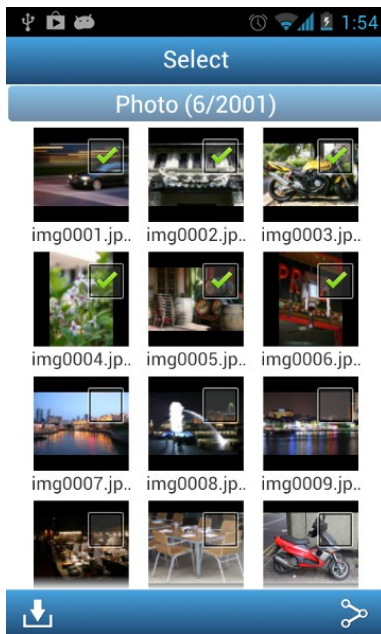 1:54
Select
Photo (6/2001)
img0001.jp.. img0002.jp.. img0003.jp..
img0004.jp.. img0005.jp.. img0006.jp..
img0007.jp.. img0008.jp.. img0009.jp..